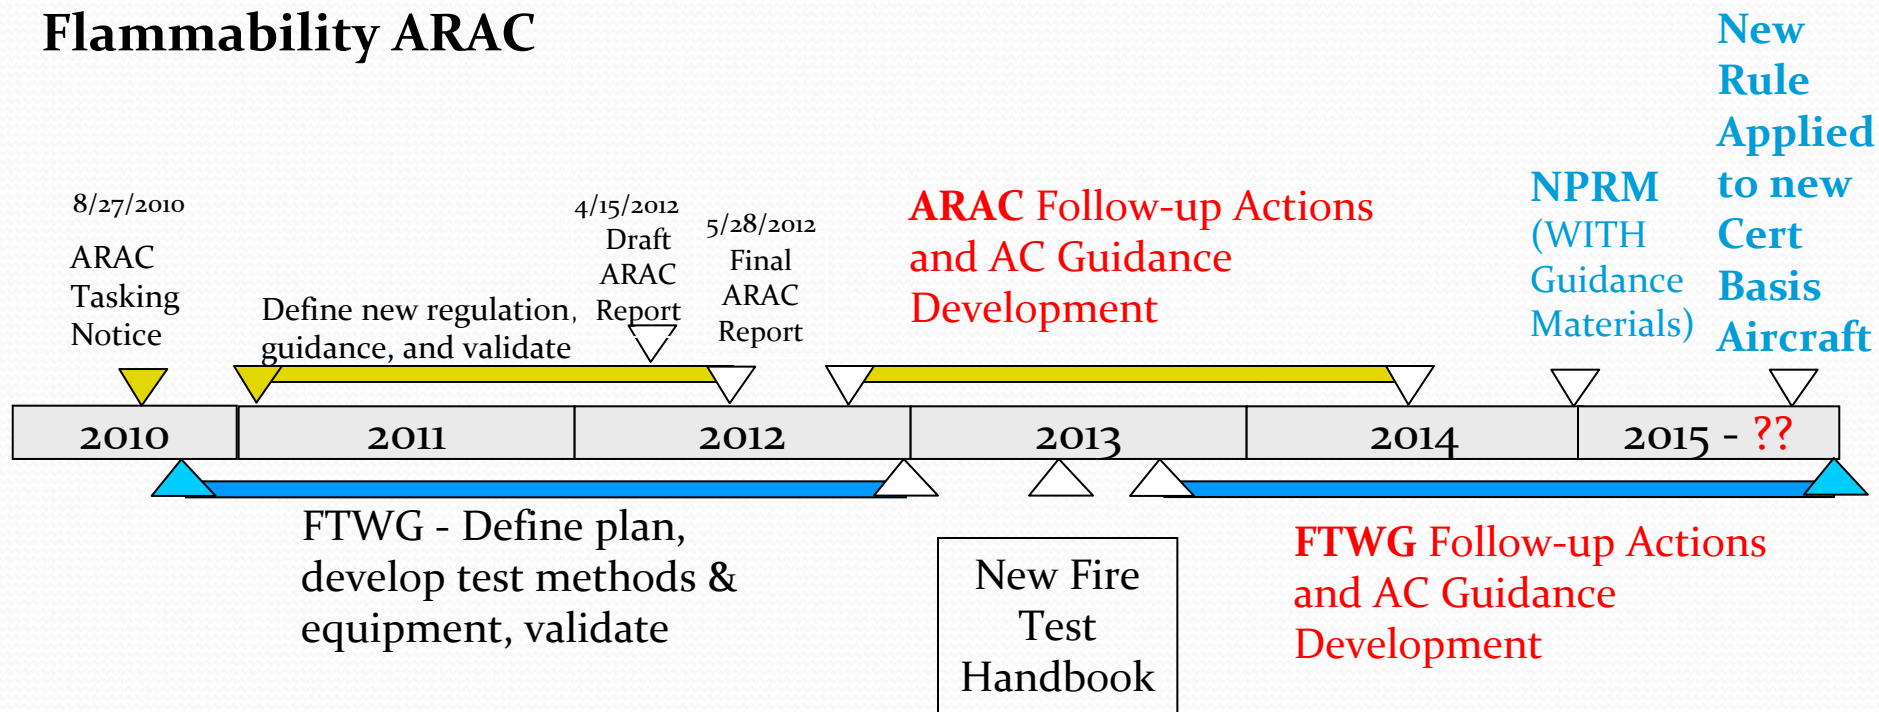 Flammability ARAC
8/27/2010
ARAC
Tasking
Notice
Define new regulation,
guidance, and validate
4/15/2012
Draft
ARAC
Report
5/28/2012
Final
ARAC
Report
ARAC Follow-up Actions
and AC Guidance
Development
NPRM
(WITH
Guidance
Materials)
New
Rule
Applied
to new
Cert
Basis
Aircraft
2010
2011
2012
2013
2014
2015 - ??
FTWG - Define plan,
develop test methods &
equipment, validate
New Fire
Test
Handbook
FTWG Follow-up Actions
and AC Guidance
Development